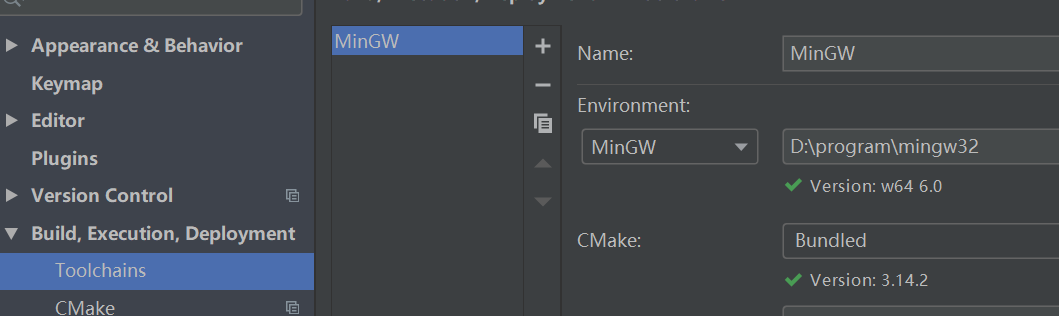 Appearance & Behavior
Keymap
Editor
Plugins
Version Control
Build, Execution, Deployment
Toolchains
CMake
MinGW
Name:
MinGW
Environment:
MinGW
D:\program\mingw32
Version: w64 6.0
CMake:
Bundled
Version: 3.14.2